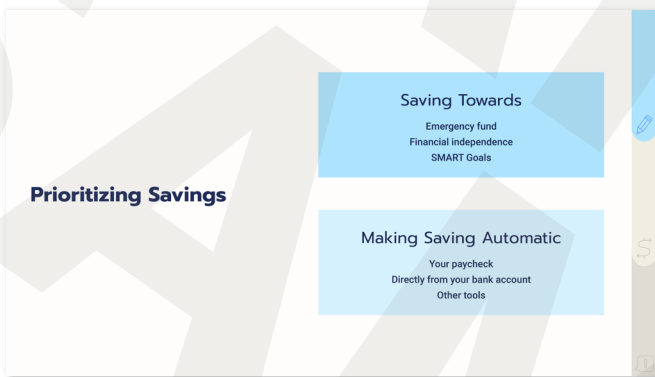 Prioritizing Savings
Saving Towards
Emergency fund
Financial independence
SMART Goals
Making Saving Automatic
Your paycheck
Directly from your bank account
Other tools